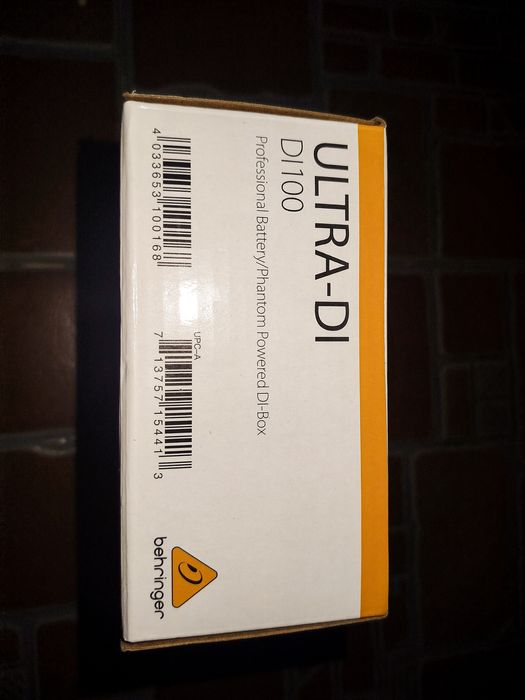 ULTRA-DI
DI100
Professional Battery/Phantom Powered DI-Box
4 033653 100168
UPC-A
7 13757 15441 3
behringer